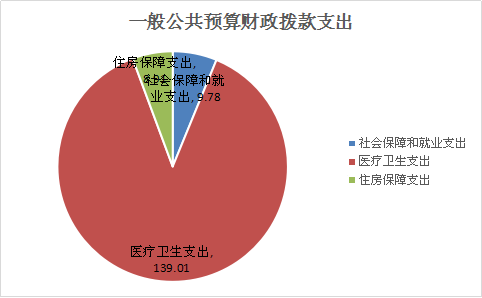 一般公共预算财政拨款支出
住房保障支出,
社会保障和就
业支出, 9.78
医疗卫生支出,
139.01
社会保障和就业支出
医疗卫生支出
住房保障支出